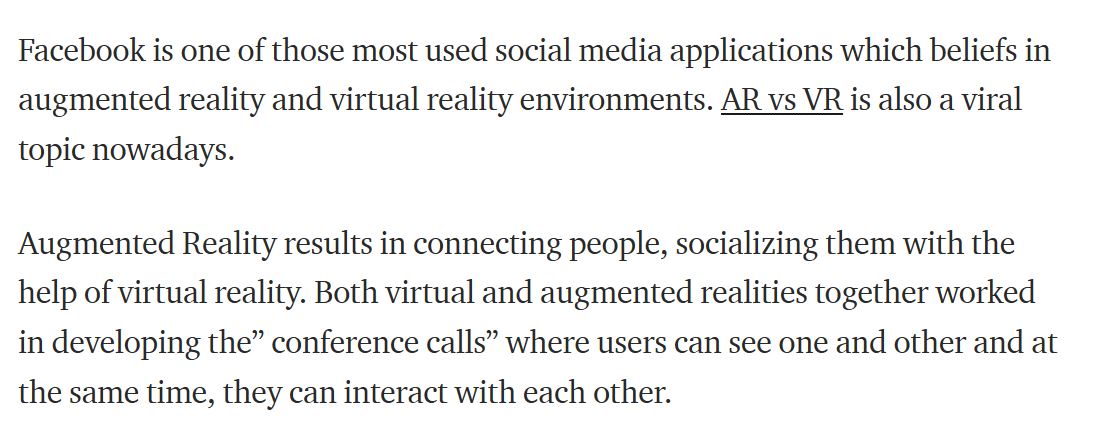 Facebook is one of those most used social media applications which beliefs in
augmented reality and virtual reality environments. AR vs VR is also a viral
topic nowadays.
Augmented Reality results in connecting people, socializing them with the
help of virtual reality. Both virtual and augmented realities together worked
in developing the” conference calls” where users can see one and other and at
the same time, they can interact with each other.